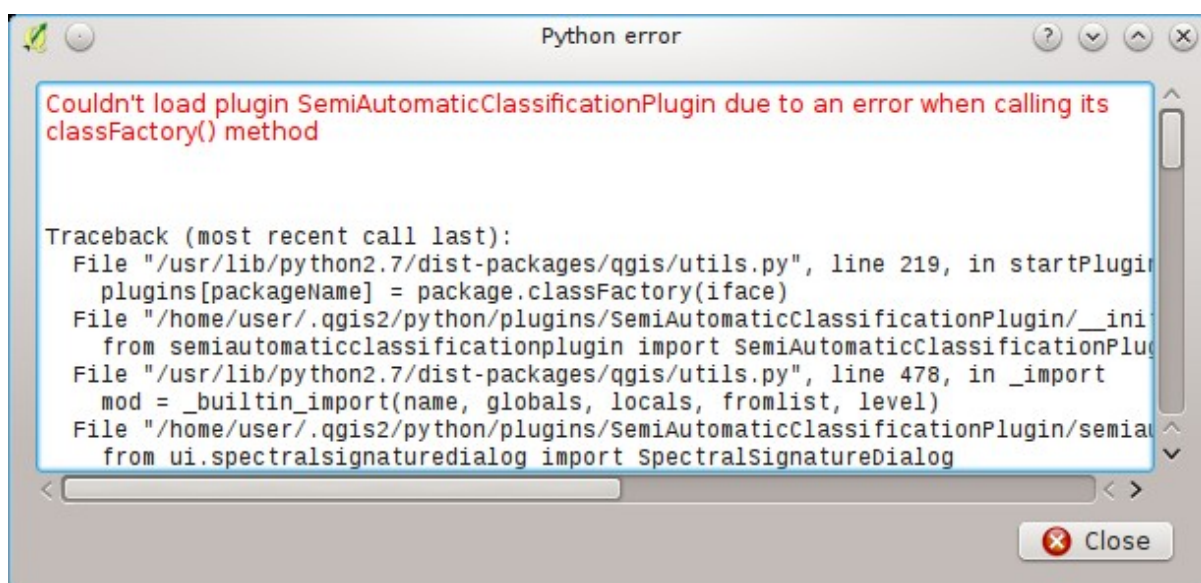 Python error
Couldn't load plugin SemiAutomaticClassificationPlugin due to an error when calling its
classFactory() method
Traceback (most recent call last):
File "/usr/lib/python2.7/dist-packages/qgis/utils.py", line 219, in startPlugin
plugins[packageName] = package.classFactory(iface)
File "/home/user/.qgis2/python/plugins/SemiAutomaticClassificationPlugin/__init
from semiautomaticclassificationplugin import SemiAutomaticClassificationPlug
File "/usr/lib/python2.7/dist-packages/qgis/utils.py", line 478, in _import
mod = _builtin_import(name, globals, locals, fromlist, level)
File "/home/user/.qgis2/python/plugins/SemiAutomaticClassificationPlugin/semiau
from ui.spectralsignaturedialog import SpectralSignatureDialog
Close